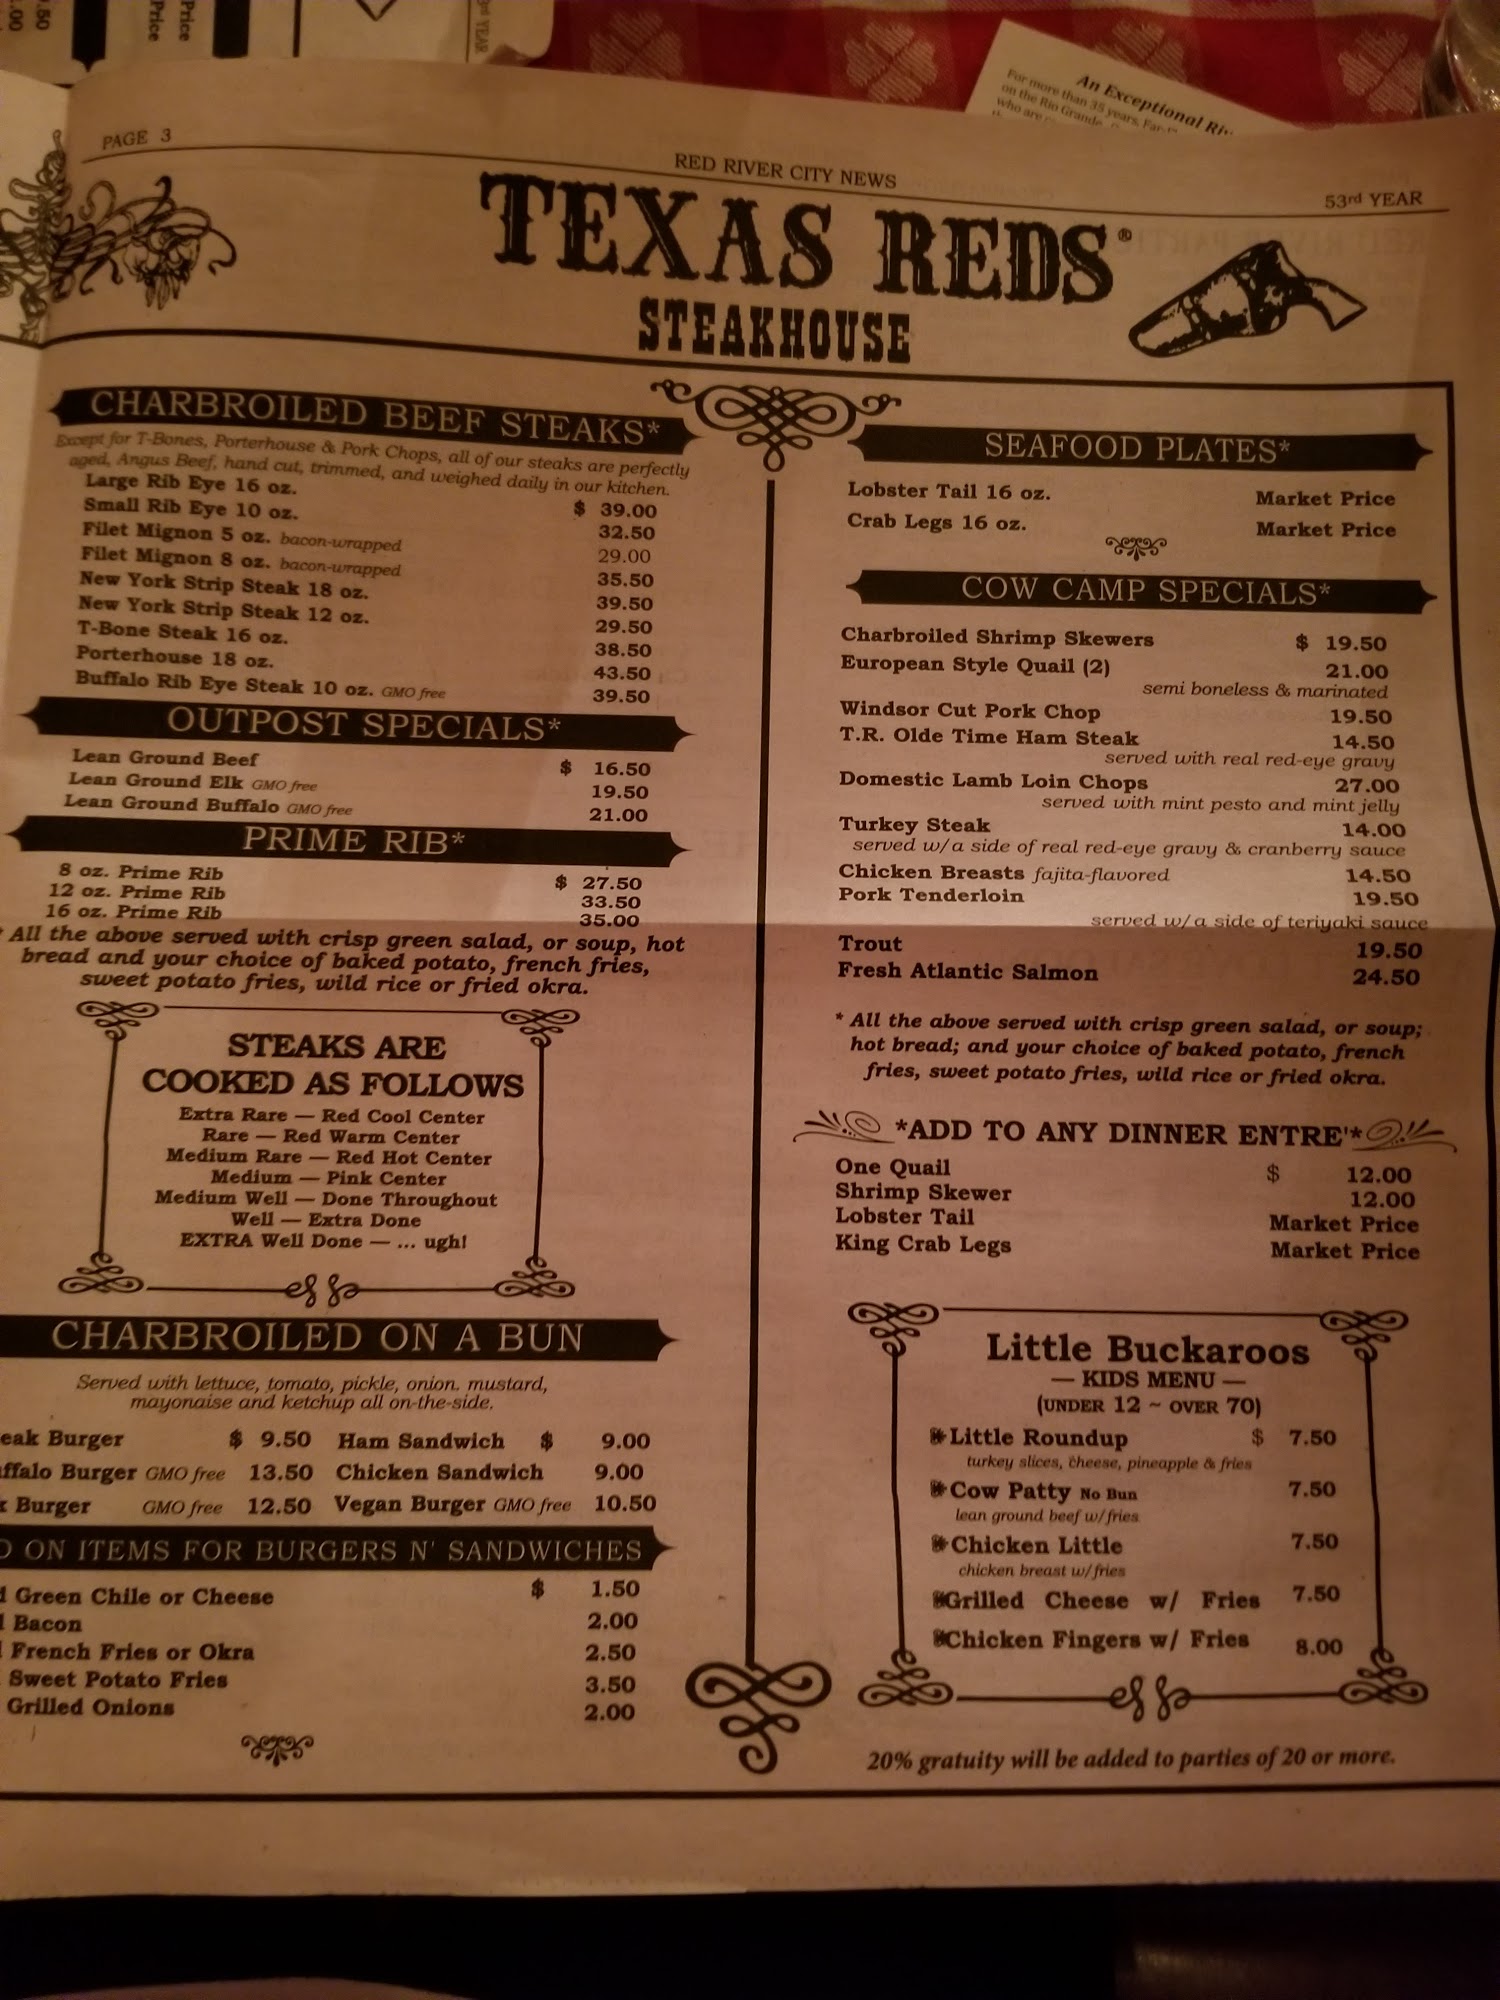 .50
.00
Price
Price
3rd YEAR
An Exceptional
For more than 35 years,
on the Rio Grande.
who are
PAGE 3
RED RIVER CITY NEWS
53rd YEAR
TEXAS REDS®
STEAKHOUSE
CHARBROILED BEEF STEAKS*
Except for T-Bones, Porterhouse & Pork Chops, all of our steaks are perfectly
aged, Angus Beef, hand cut, trimmed, and weighed daily in our kitchen.
Large Rib Eye 16 oz. $ 39.00
Small Rib Eye 10 oz. 32.50
Filet Mignon 5 oz. bacon-wrapped 29.00
Filet Mignon 8 oz. bacon-wrapped 35.50
New York Strip Steak 18 oz. 39.50
New York Strip Steak 12 oz. 29.50
T-Bone Steak 16 oz. 38.50
Porterhouse 18 oz. 43.50
Buffalo Rib Eye Steak 10 oz. GMO free 39.50
OUTPOST SPECIALS*
Lean Ground Beef $ 16.50
Lean Ground Elk GMO free 19.50
Lean Ground Buffalo GMO free 21.00
PRIME RIB*
8 oz. Prime Rib $ 27.50
12 oz. Prime Rib 33.50
16 oz. Prime Rib 35.00
* All the above served with crisp green salad, or soup, hot
bread and your choice of baked potato, french fries,
sweet potato fries, wild rice or fried okra.
STEAKS ARE
COOKED AS FOLLOWS
Extra Rare — Red Cool Center
Rare — Red Warm Center
Medium Rare — Red Hot Center
Medium — Pink Center
Medium Well — Done Throughout
Well — Extra Done
EXTRA Well Done — ... ugh!
CHARBROILED ON A BUN
Served with lettuce, tomato, pickle, onion. mustard,
mayonaise and ketchup all on-the-side.
eak Burger $ 9.50 Ham Sandwich $ 9.00
ffalo Burger GMO free 13.50 Chicken Sandwich 9.00
k Burger GMO free 12.50 Vegan Burger GMO free 10.50
D ON ITEMS FOR BURGERS N' SANDWICHES
d Green Chile or Cheese $ 1.50
d Bacon 2.00
d French Fries or Okra 2.50
Sweet Potato Fries 3.50
Grilled Onions 2.00
SEAFOOD PLATES*
Lobster Tail 16 oz. Market Price
Crab Legs 16 oz. Market Price
COW CAMP SPECIALS*
Charbroiled Shrimp Skewers $ 19.50
European Style Quail (2) 21.00
semi boneless & marinated
Windsor Cut Pork Chop 19.50
T.R. Olde Time Ham Steak 14.50
served with real red-eye gravy
Domestic Lamb Loin Chops 27.00
served with mint pesto and mint jelly
Turkey Steak 14.00
served w/a side of real red-eye gravy & cranberry sauce
Chicken Breasts fajita-flavored 14.50
Pork Tenderloin 19.50
served w/a side of teriyaki sauce
Trout 19.50
Fresh Atlantic Salmon 24.50
* All the above served with crisp green salad, or soup;
hot bread; and your choice of baked potato, french
fries, sweet potato fries, wild rice or fried okra.
*ADD TO ANY DINNER ENTRE'*
One Quail $ 12.00
Shrimp Skewer 12.00
Lobster Tail Market Price
King Crab Legs Market Price
Little Buckaroos
— KIDS MENU —
(UNDER 12 ~ OVER 70)
Little Roundup $ 7.50
turkey slices, cheese, pineapple & fries
Cow Patty No Bun 7.50
lean ground beef w/fries
Chicken Little 7.50
chicken breast w/fries
Grilled Cheese w/ Fries 7.50
Chicken Fingers w/ Fries 8.00
20% gratuity will be added to parties of 20 or more.